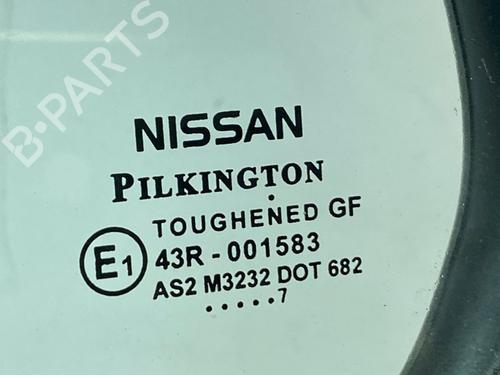 B-PARTS
NISSAN
PILKINGTON
TOUGHENED GF
E1 43R - 001583
AS2 M3232 DOT 682
.....7